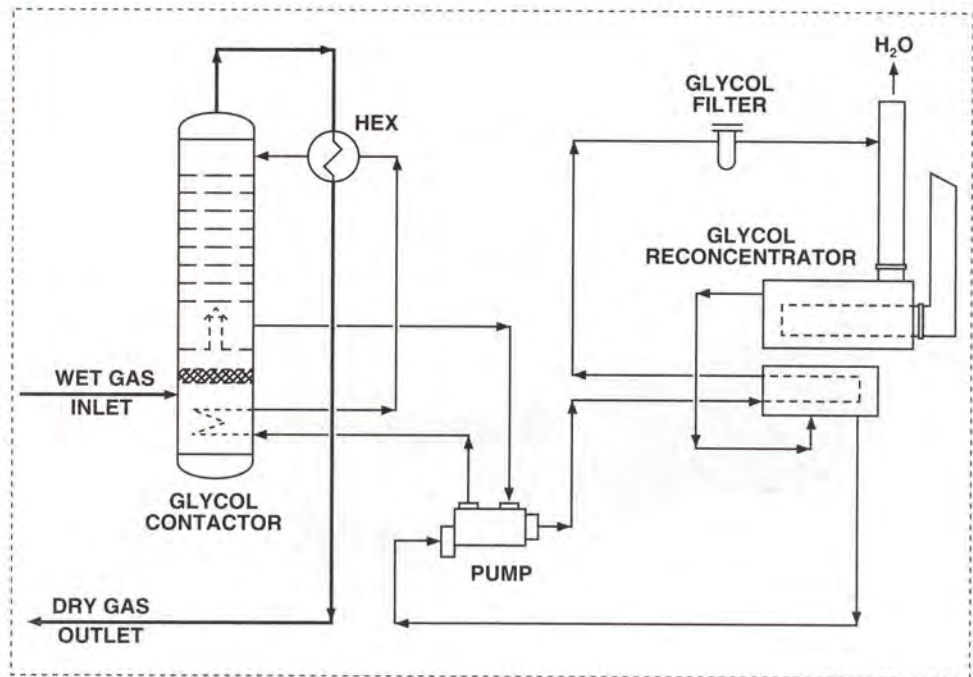 H₂O
GLYCOL
FILTER
HEX
GLYCOL
RECONCENTRATOR
WET GAS
INLET
GLYCOL
CONTACTOR
PUMP
DRY GAS
OUTLET